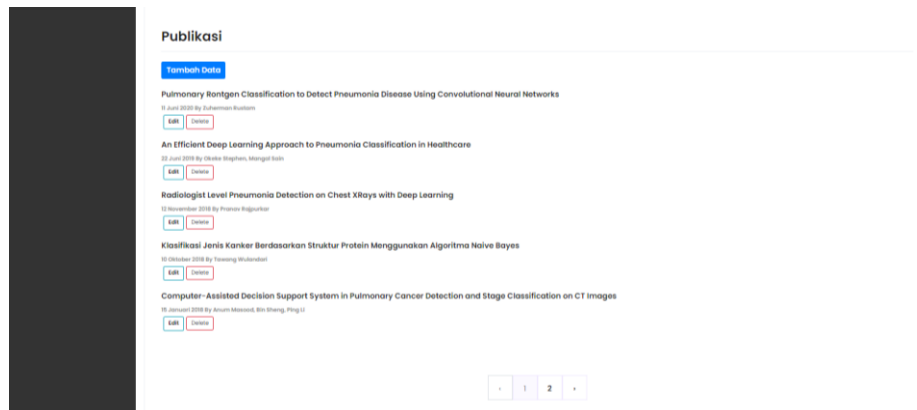 Publikasi
Tambah Data
Pulmonary Rontgen Classification to Detect Pneumonia Disease Using Convolutional Neural Networks
11 Juni 2020 By Zuherman Rustam
Edit Delete
An Efficient Deep Learning Approach to Pneumonia Classification in Healthcare
22 Juni 2019 By Okeke Stephen, Mangal Sain
Edit Delete
Radiologist Level Pneumonia Detection on Chest XRays with Deep Learning
12 November 2018 By Pranav Rajpurkar
Edit Delete
Klasifikasi Jenis Kanker Berdasarkan Struktur Protein Menggunakan Algoritma Naive Bayes
10 Oktober 2018 By Wulandari
Edit Delete
Computer-Assisted Decision Support System in Pulmonary Cancer Detection and Stage Classification on CT Images
Januari 2018 By Anum Masood, Bin Sheng, Ping Li
Edit Delete
‹ 1 2 ›